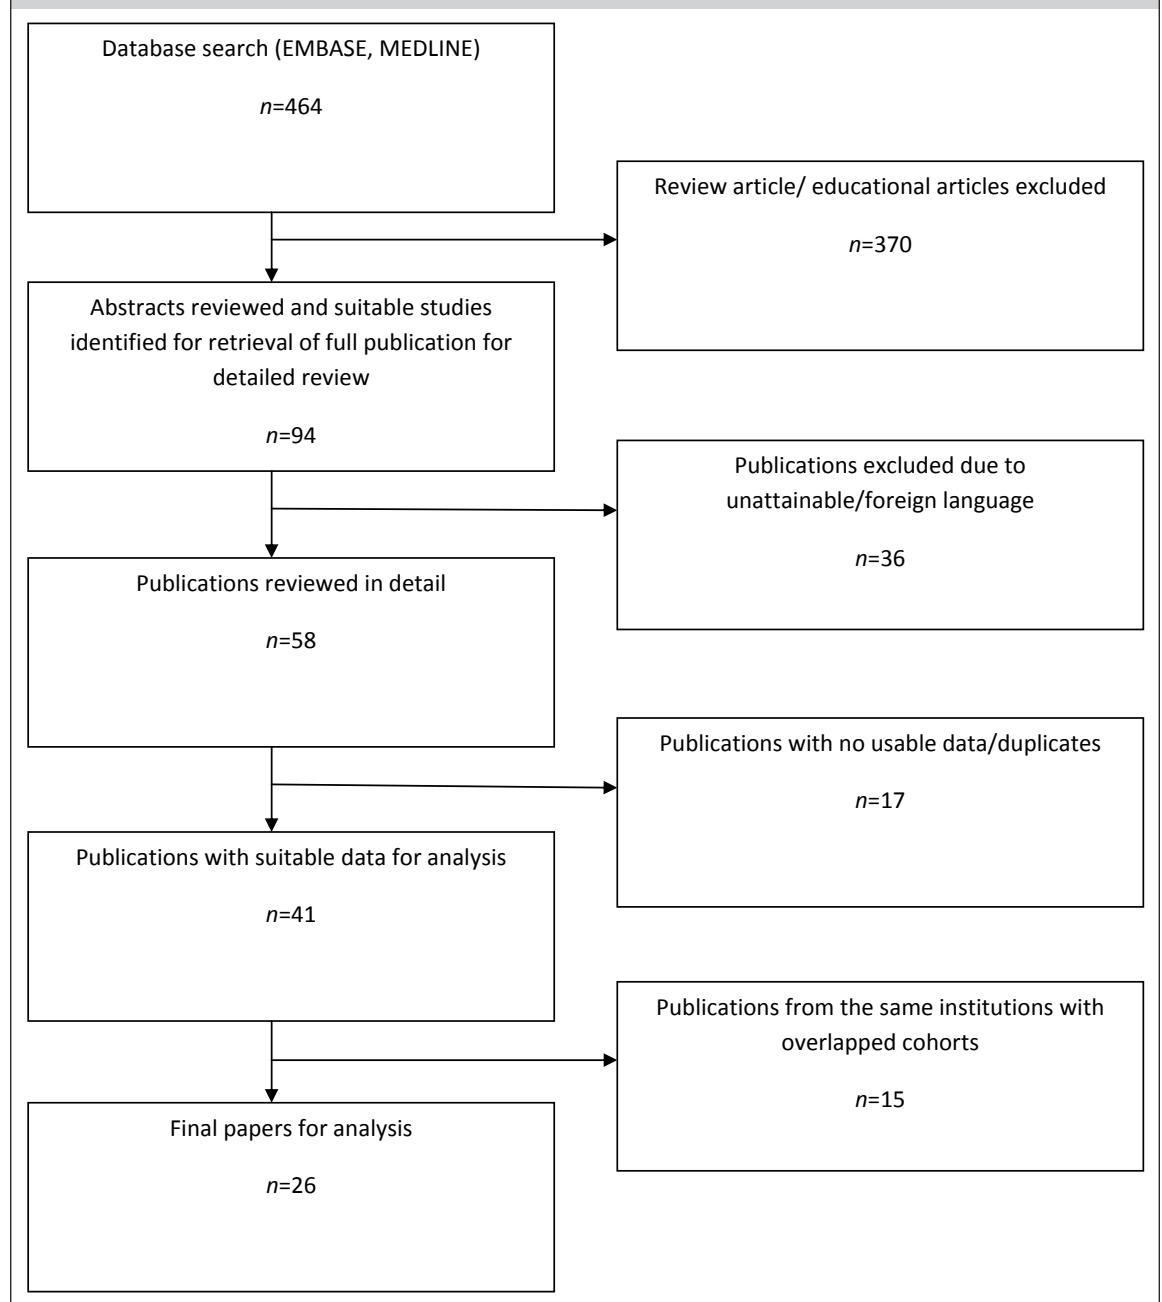 Database search (EMBASE, MEDLINE)
n=464
Review article/ educational articles excluded
n=370
Abstracts reviewed and suitable studies
identified for retrieval of full publication for
detailed review
n=94
Publications excluded due to
unattainable/foreign language
n=36
Publications reviewed in detail
n=58
Publications with no usable data/duplicates
n=17
Publications with suitable data for analysis
n=41
Publications from the same institutions with
overlapped cohorts
n=15
Final papers for analysis
n=26